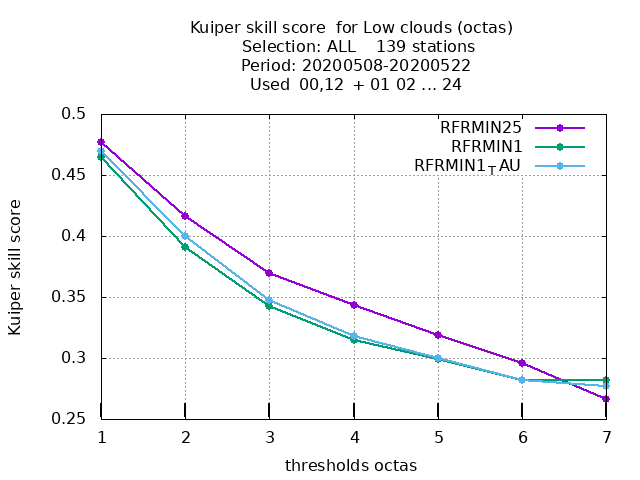 Kuiper skill score  for Low clouds (octas)
Selection: ALL    139 stations
Period: 20200508-20200522
Used  00,12  + 01 02 ... 24
RFRMIN25
RFRMIN1
RFRMIN1TAU
0.5
0.45
0.4
0.35
0.3
0.25
Kuiper skill score
1 2 3 4 5 6 7
thresholds octas